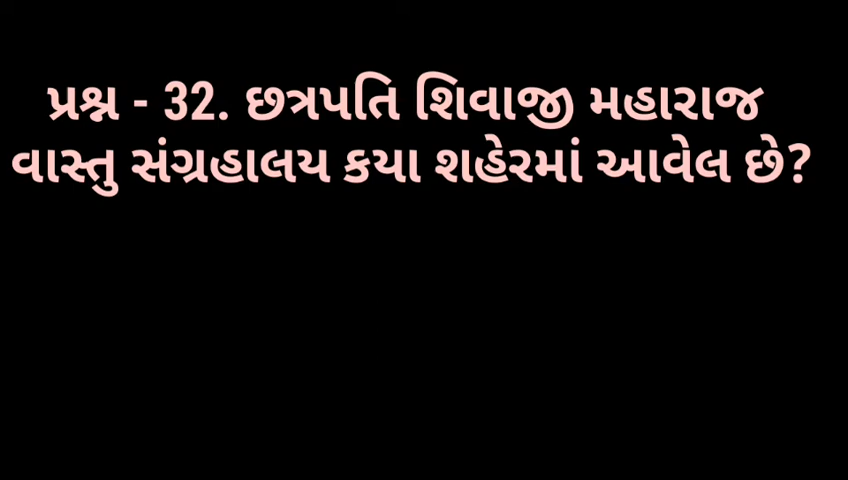 પ્રશ્ન - 32. છત્રપતિ શિવાજી મહારાજ
વાસ્તુ સંગ્રહાલય કયા શહેરમાં આવેલ છે?